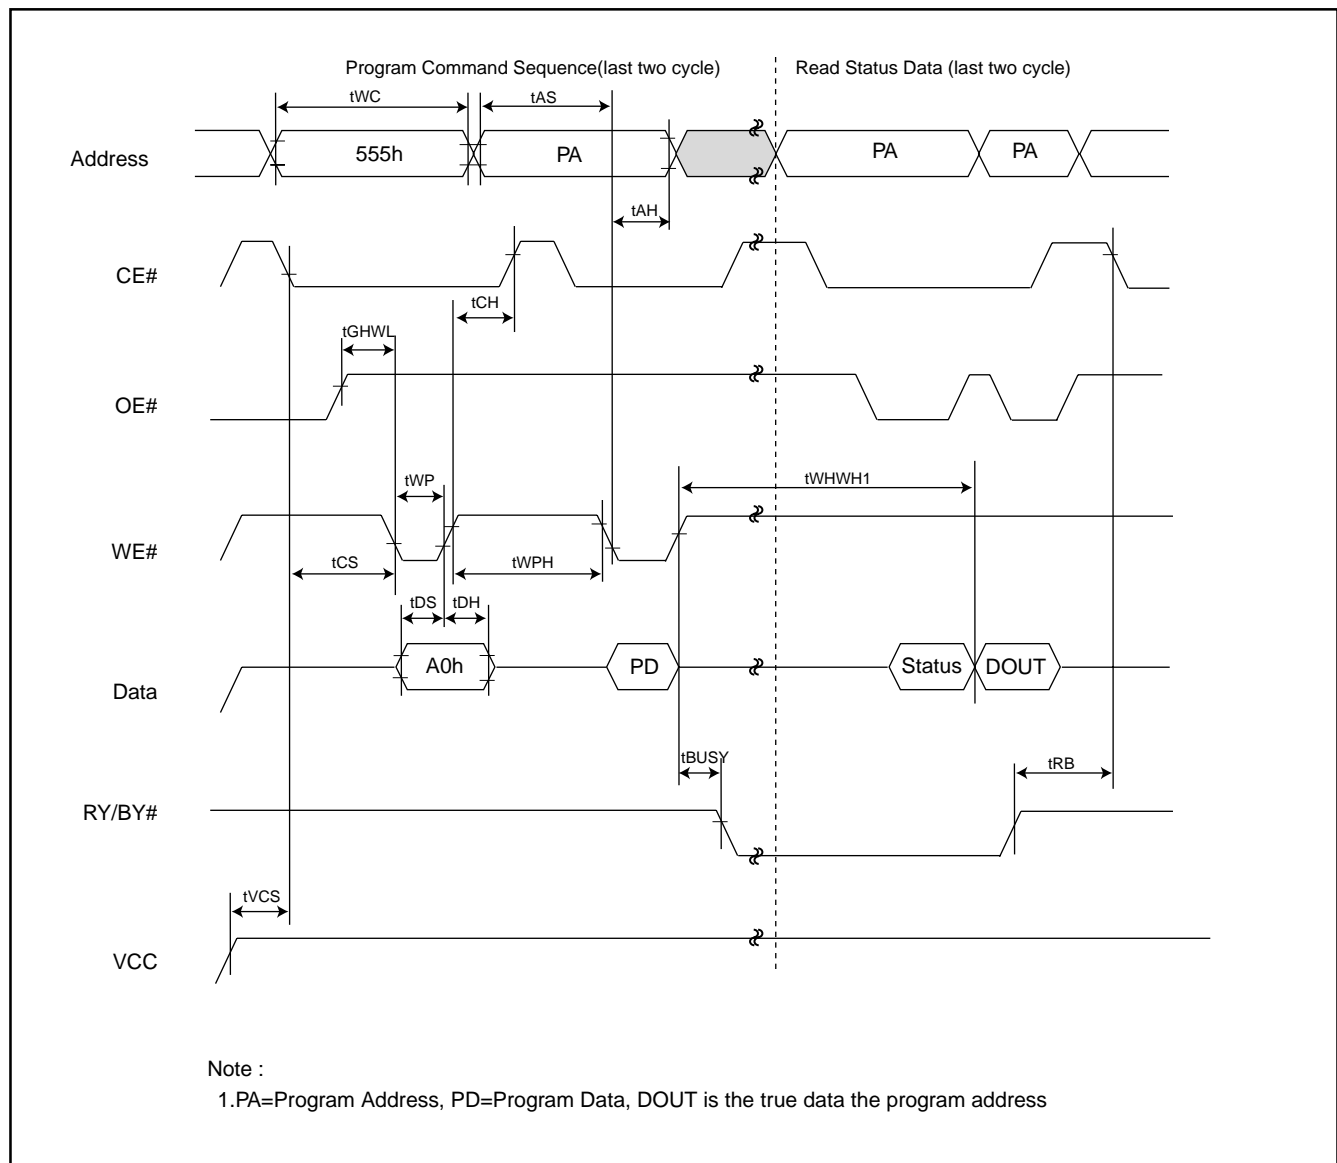 Program Command Sequence(last two cycle)
Read Status Data (last two cycle)
tWC
tAS
Address
555h
PA
PA
PA
tAH
CE#
tCH
tGHWL
OE#
tWP
tWHWH1
WE#
tCS
tWPH
tDS
tDH
A0h
PD
Status
DOUT
Data
tBUSY
tRB
RY/BY#
tVCS
VCC
Note :
1.PA=Program Address, PD=Program Data, DOUT is the true data the program address